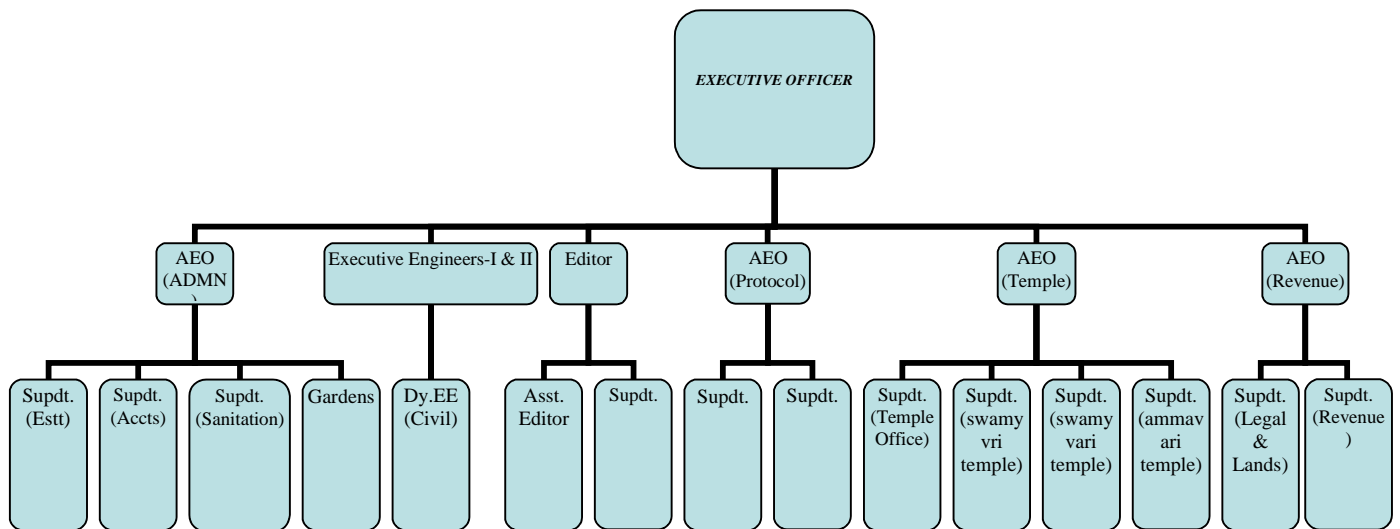 EXECUTIVE OFFICER
AEO
(ADMN
)
Executive Engineers-I & II
Editor
AEO
(Protocol)
AEO
(Temple)
AEO
(Revenue)
Supdt.
(Estt)
Supdt.
(Accts)
Supdt.
(Sanitation)
Gardens
Dy.EE
(Civil)
Asst.
Editor
Supdt.
Supdt.
Supdt.
Supdt.
(Temple
Office)
Supdt.
(swamy
vri
temple)
Supdt.
(swamy
vari
temple)
Supdt.
(ammav
ari
temple)
Supdt.
(Legal
&
Lands)
Supdt.
(Revenue
)